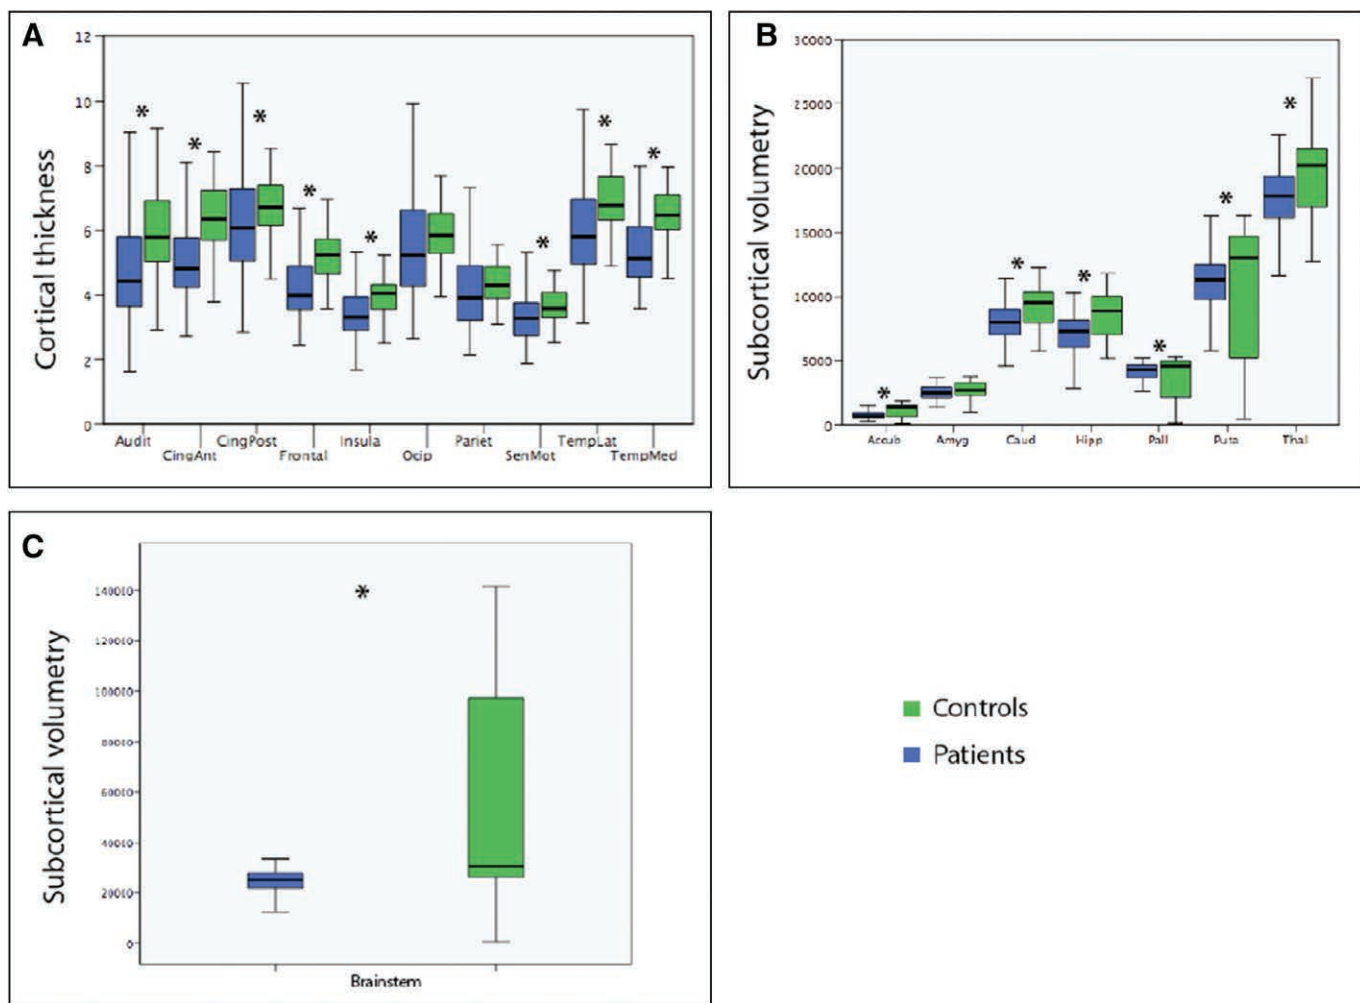 A
Cortical thickness
12
10
8
6
4
2
0
Audit CingPost Insula Pariet TempLat
CingAnt Frontal Ocip SenMot TempMed
B
Subcortical volumetry
30000
25000
20000
15000
10000
5000
0
Accub Amyg Caud Hipp Pall Puta Thal
C
Subcortical volumetry
140000
120000
100000
80000
60000
40000
20000
0
Brainstem
Controls
Patients